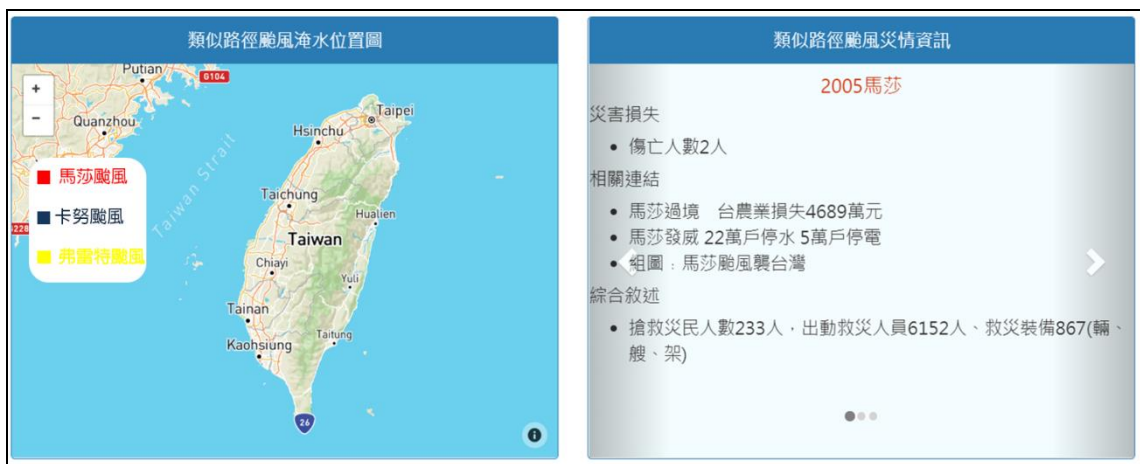 類似路徑颱風淹水位置圖
+
−
Putian
G104
Quanzhou
Taipei
Hsinchu
Taiwan Strait
馬莎颱風
卡努颱風
弗雷特颱風
228
Taichung
Hualien
Taiwan
Chiayi
Yuli
Tainan
Taitung
Kaohsiung
26
類似路徑颱風災情資訊
2005馬莎
災害損失
• 傷亡人數2人
相關連結
• 馬莎過境 台農業損失4689萬元
• 馬莎發威 22萬戶停水 5萬戶停電
• 組圖：馬莎颱風襲台灣
綜合敘述
• 搶救災民人數233人，出動救災人員6152人、救災裝備867(輛、
艘、架)